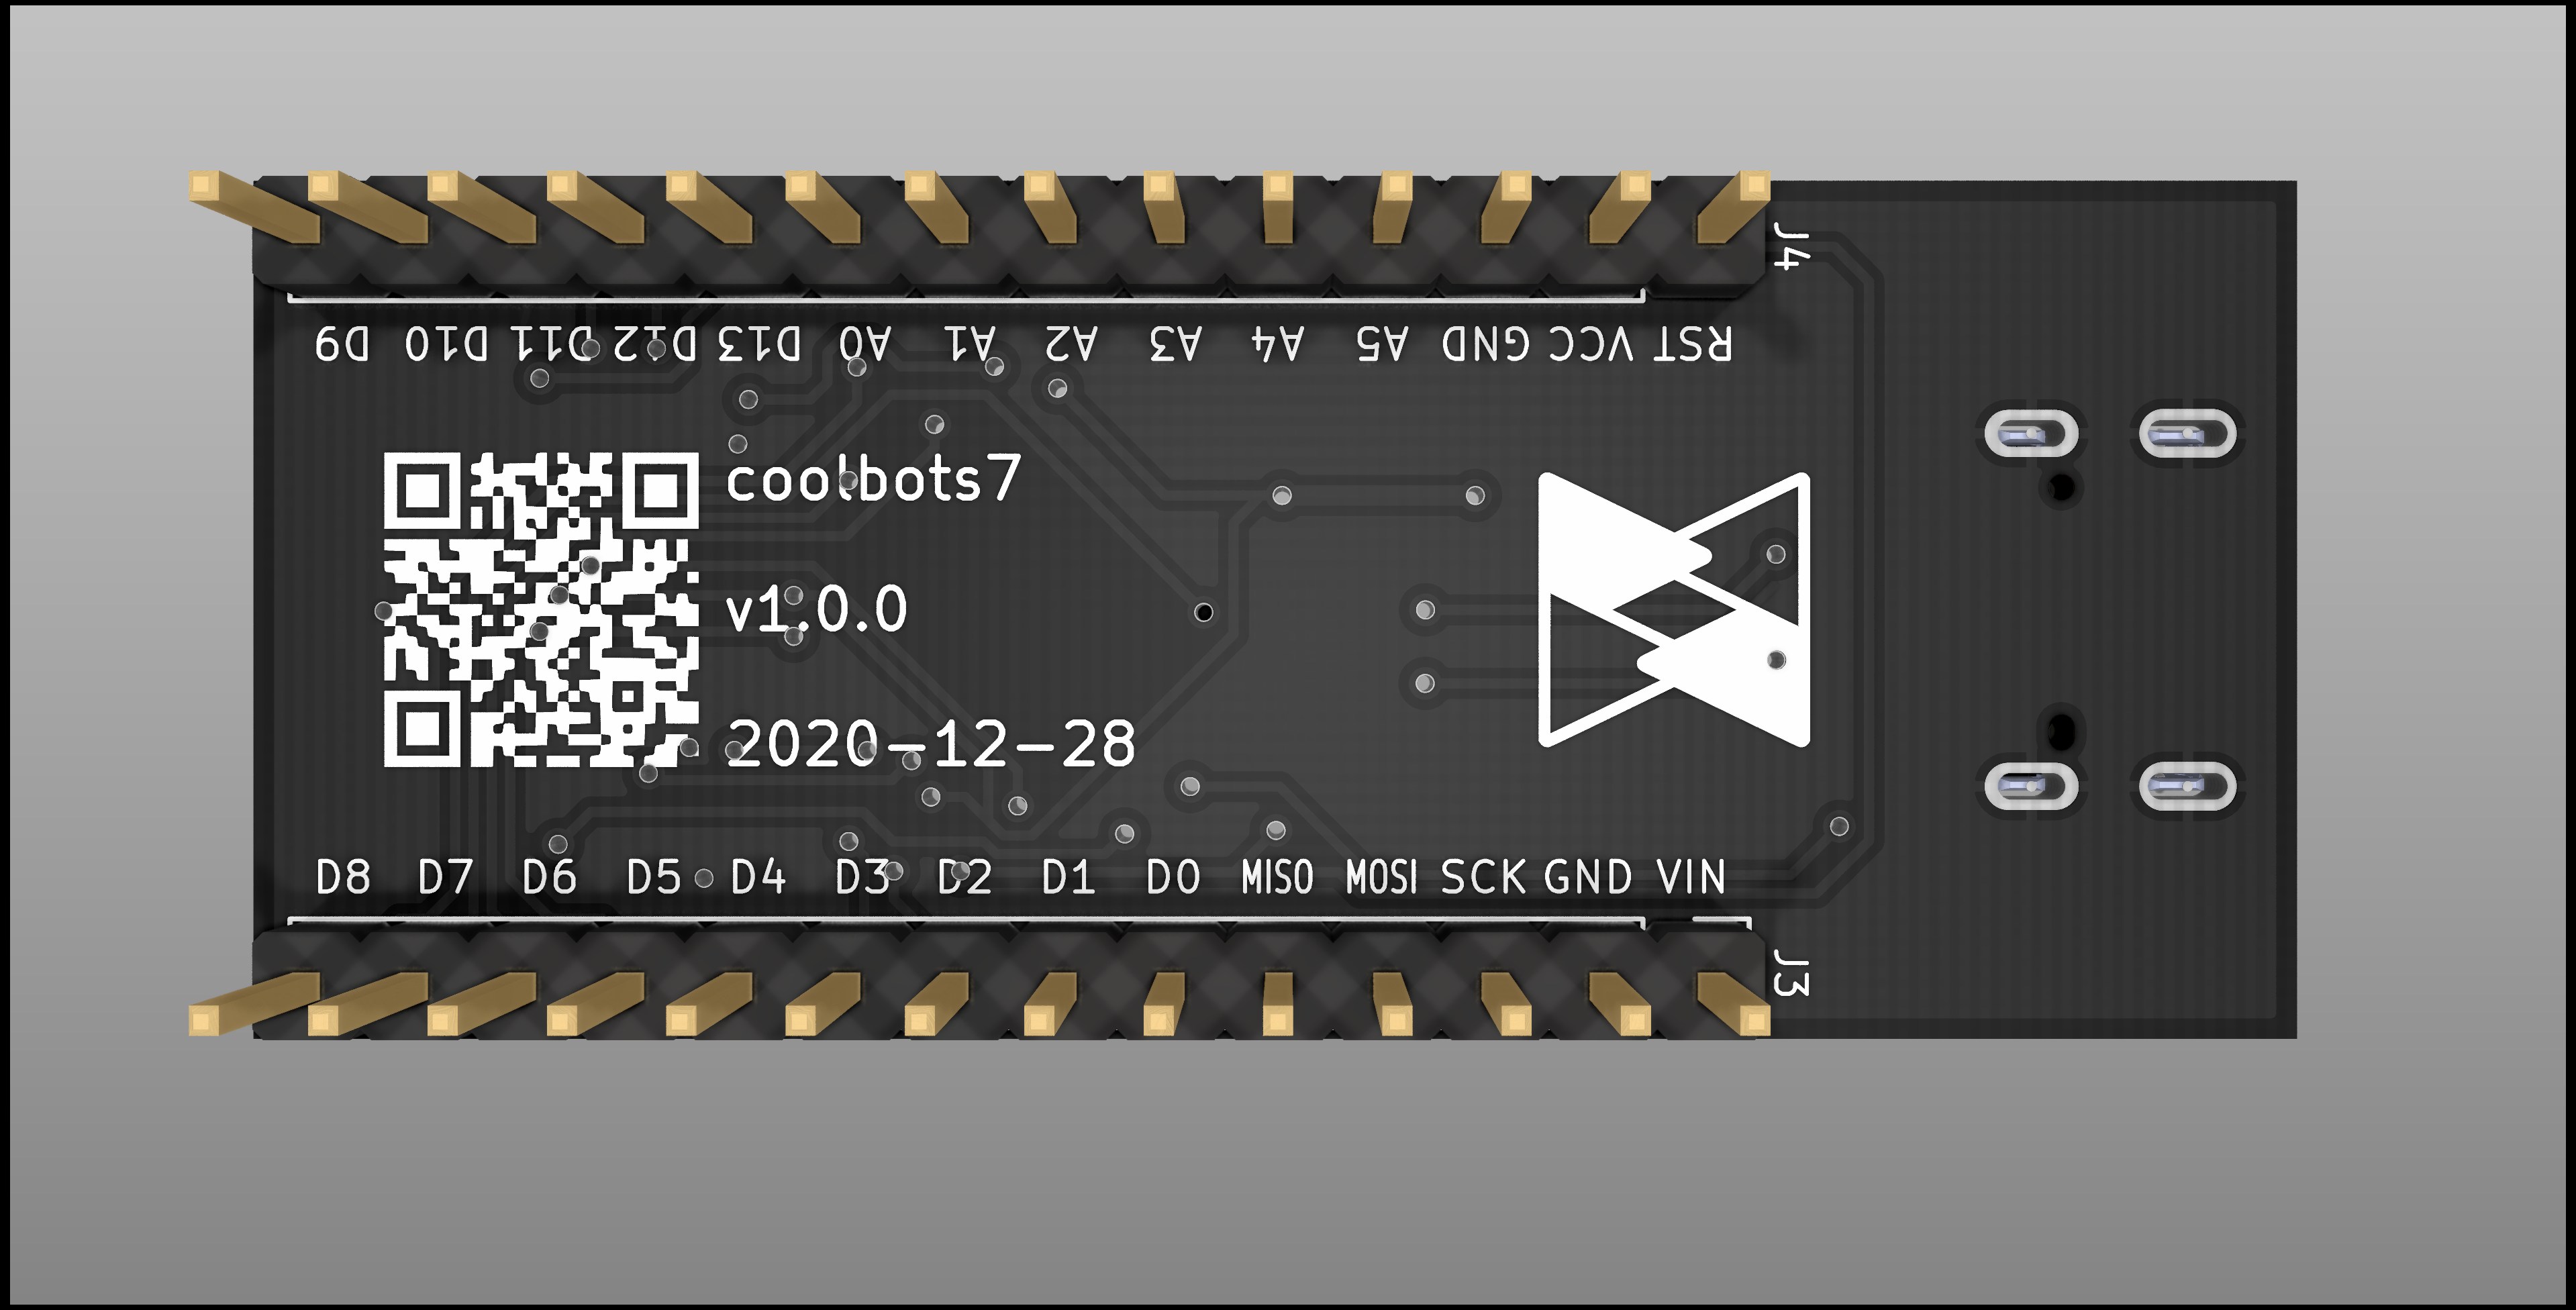 J4
D9 D10 D11 D12 D13 A0 A1 A2 A3 A4 A5 GND VCC RST
coolbots7
v1.0.0
2020-12-28
D8 D7 D6 D5 D4 D3 D2 D1 D0 MISO MOSI SCK GND VIN
J3